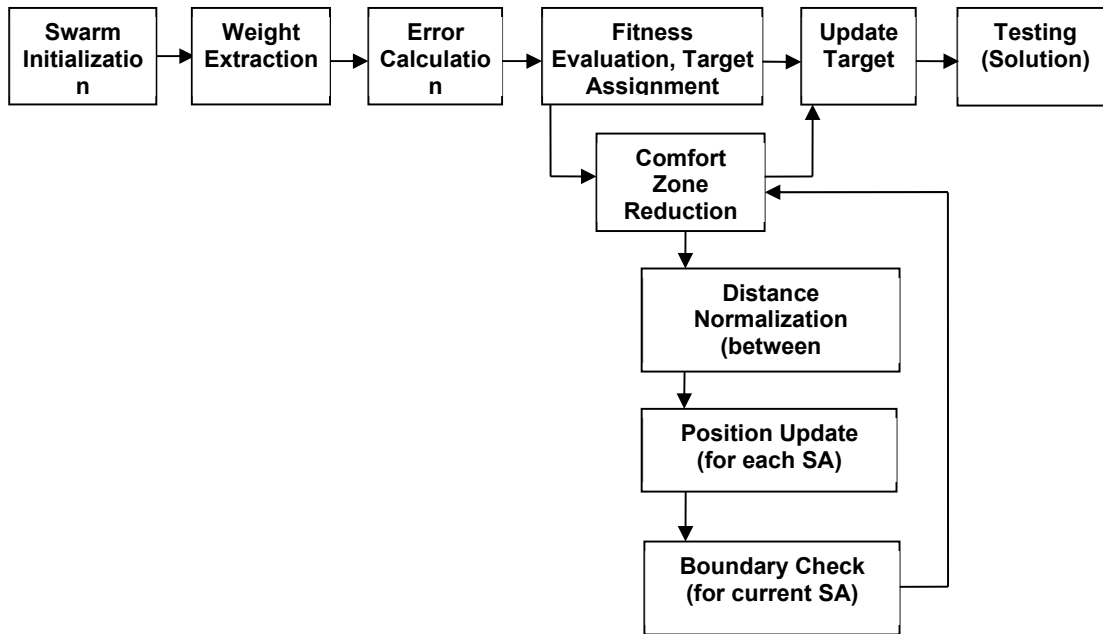 Swarm
Initializatio
n
Weight
Extraction
Error
Calculatio
n
Fitness
Evaluation, Target
Assignment
Update
Target
Testing
(Solution)
Comfort
Zone
Reduction
Distance
Normalization
(between
Position Update
(for each SA)
Boundary Check
(for current SA)